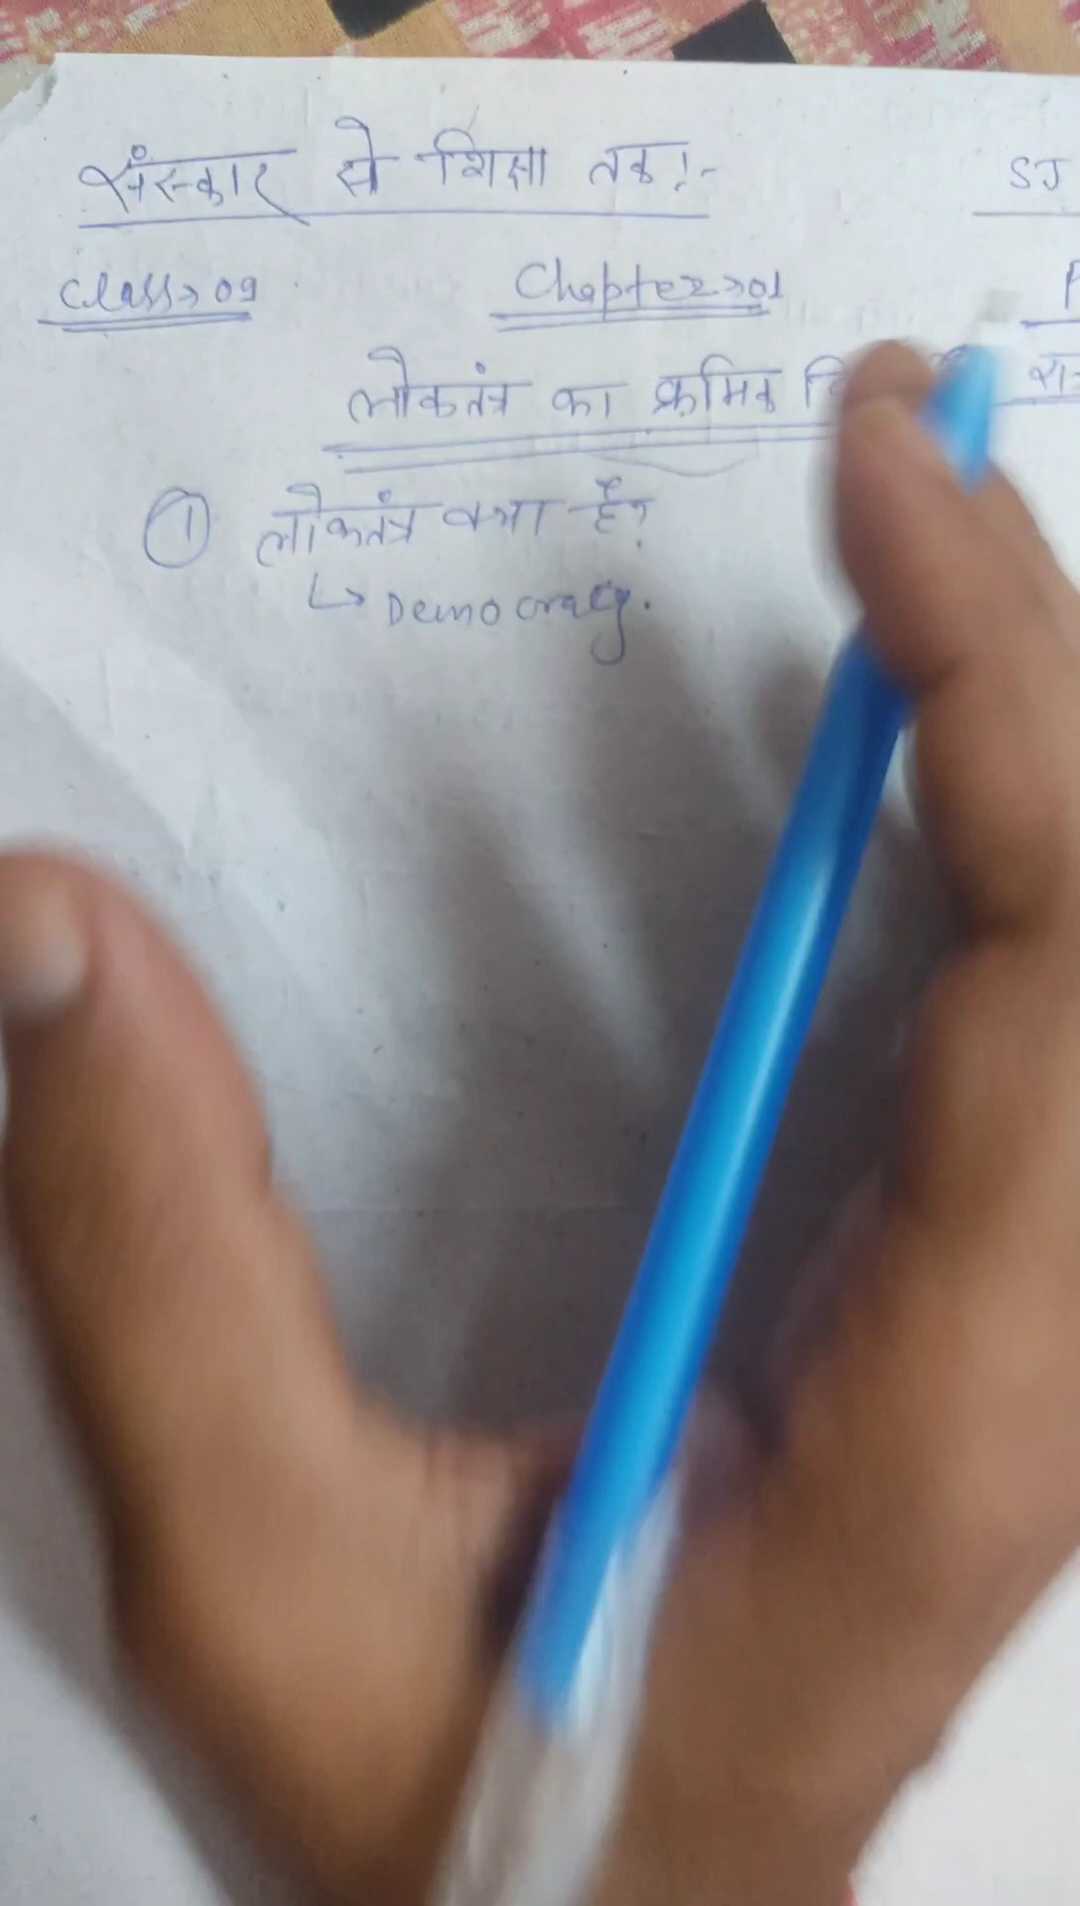 संस्कार से शिक्षा तक!- SJ
Class→09 Chapter→01
लोकतंत्र का क्रमिक
① लोकतंत्र क्या है?
↳ Democracy.